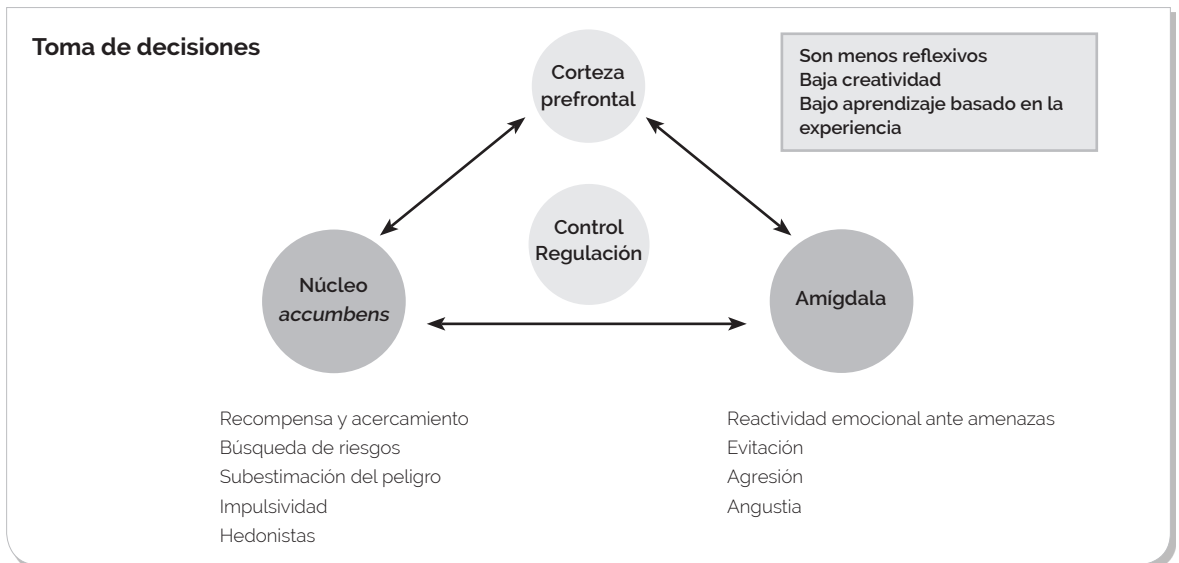 Toma de decisiones
Corteza
prefrontal
Son menos reflexivos
Baja creatividad
Bajo aprendizaje basado en la
experiencia
Control
Regulación
Núcleo
accumbens
Amígdala
Recompensa y acercamiento
Búsqueda de riesgos
Subestimación del peligro
Impulsividad
Hedonistas
Reactividad emocional ante amenazas
Evitación
Agresión
Angustia